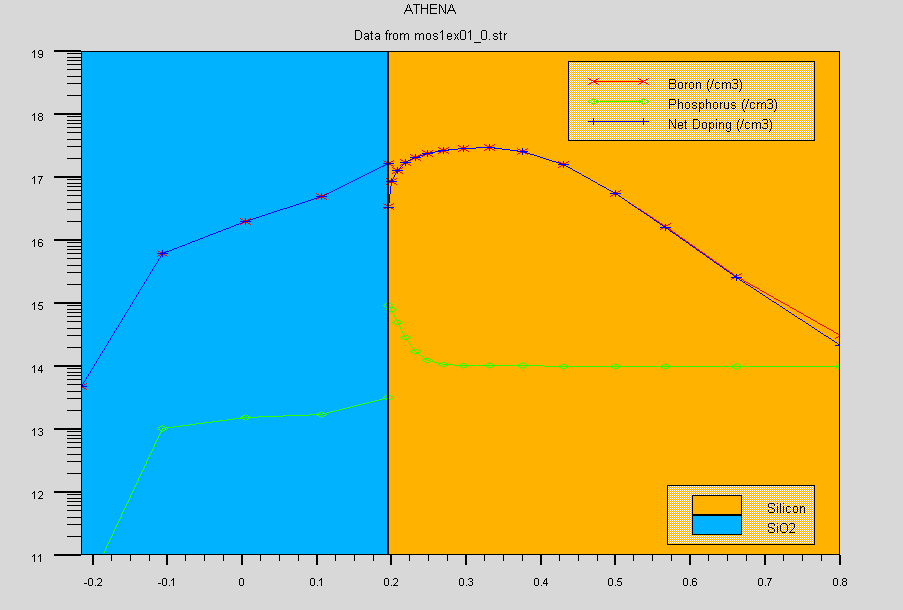 ATHENA
Data from mos1ex01_0.str
19
18
17
16
15
14
13
12
11
Boron (/cm3)
Phosphorus (/cm3)
Net Doping (/cm3)
Silicon
SiO2
-0.2 -0.1 0 0.1 0.2 0.3 0.4 0.5 0.6 0.7 0.8